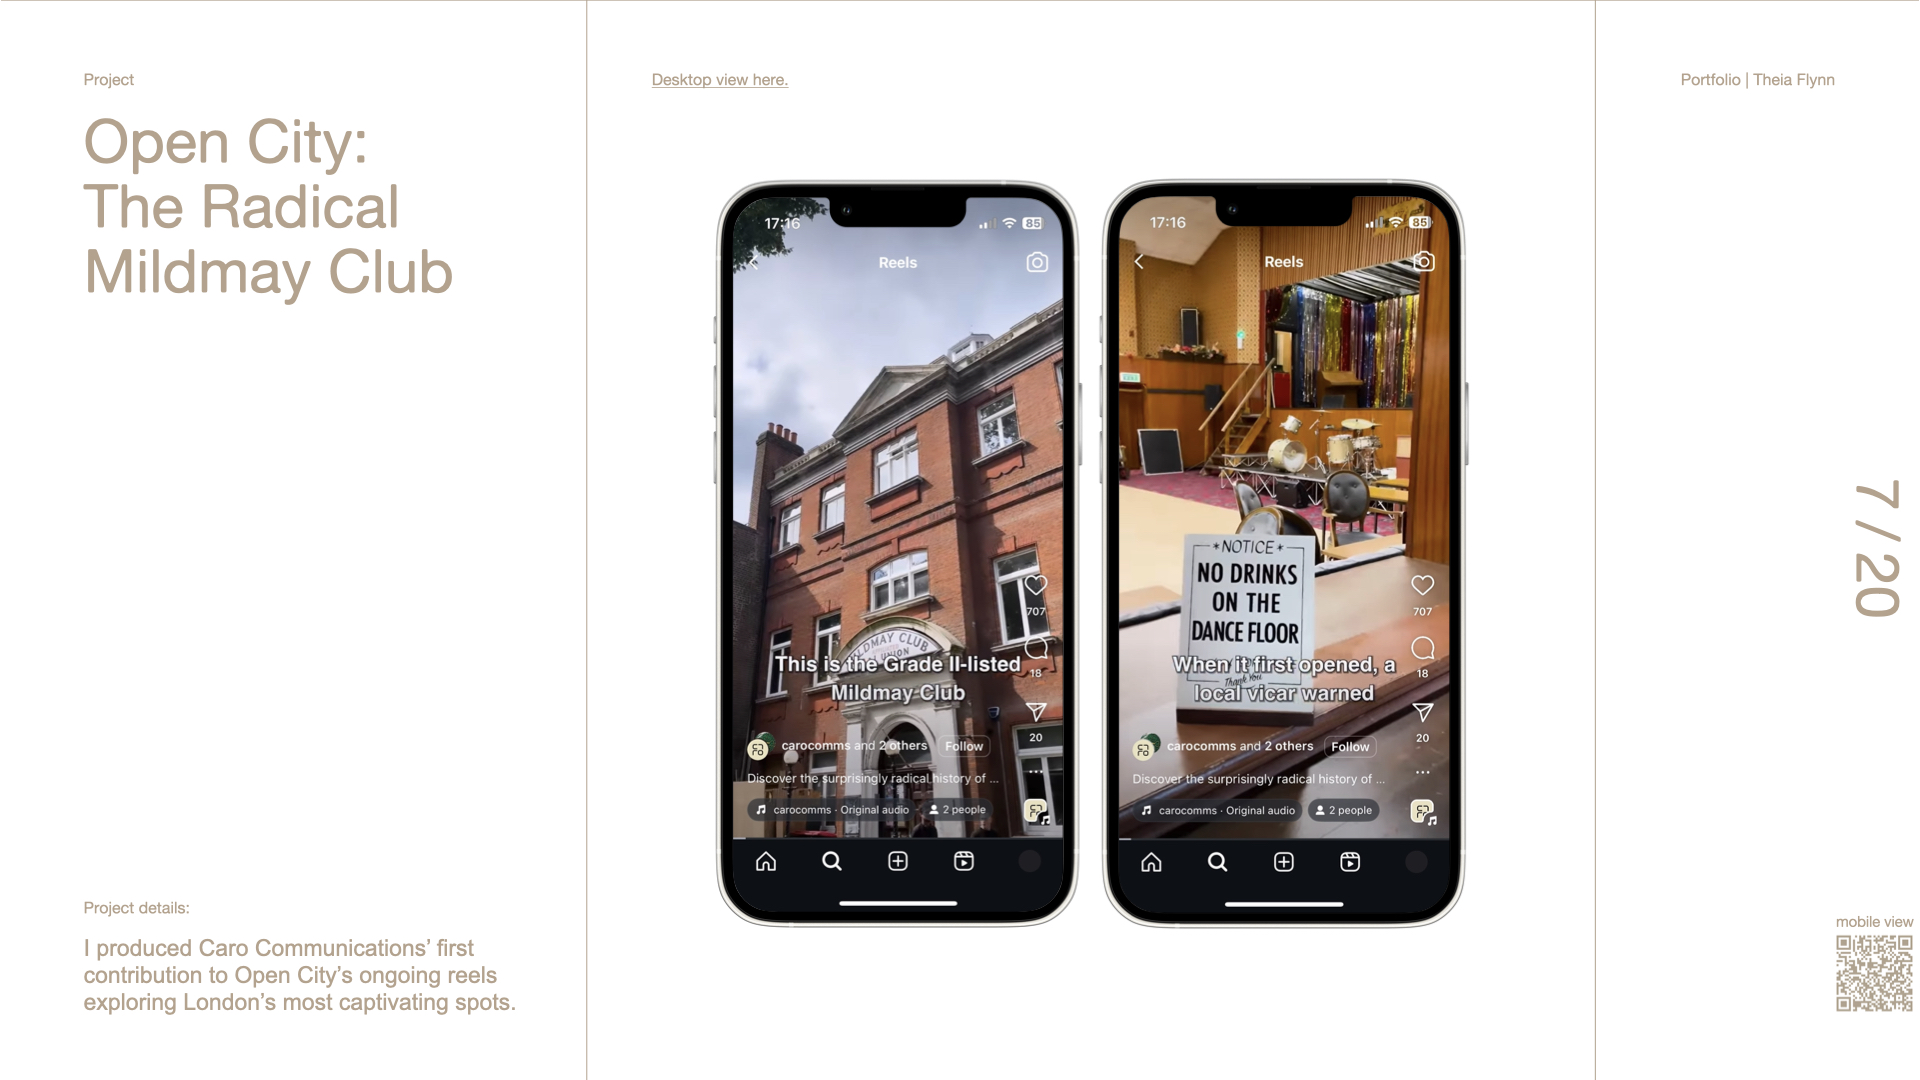 Project
Open City:
The Radical
Mildmay Club
Project details:
I produced Caro Communications’ first
contribution to Open City’s ongoing reels
exploring London’s most captivating spots.
Desktop view here.
17:16
85
Reels
MILDMAY CLUB
UNION
This is the Grade II-listed
Mildmay Club
707
18
20
carocomms and 2 others Follow
Discover the surprisingly radical history of ...
carocomms · Original audio
2 people
17:16
85
Reels
*NOTICE*
NO DRINKS
ON THE
DANCE FLOOR
Thank You
When it first opened, a
local vicar warned
707
18
20
carocomms and 2 others Follow
Discover the surprisingly radical history of ...
carocomms · Original audio
2 people
Portfolio | Theia Flynn
7 / 20
mobile view